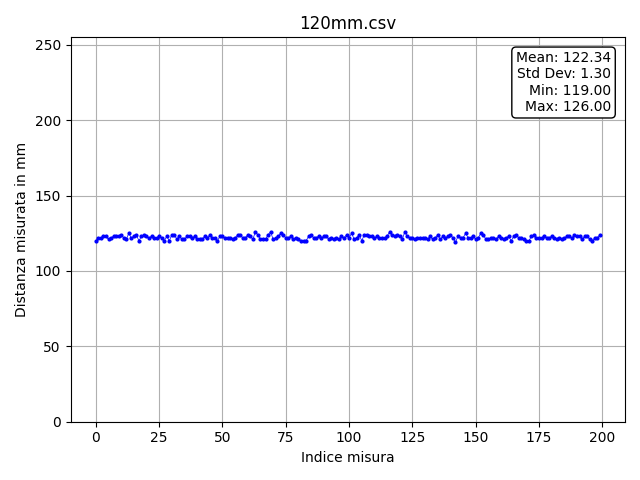 120mm.csv
Mean: 122.34
Std Dev: 1.30
Min: 119.00
Max: 126.00
Distanza misurata in mm
250
200
150
100
50
0
0 25 50 75 100 125 150 175 200
Indice misura